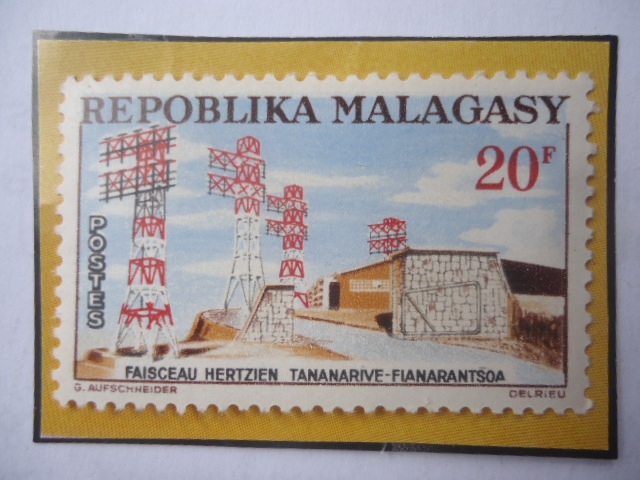 REPOBLIKA MALAGASY
20F
POSTES
FAISCEAU HERTZIEN TANANARIVE-FIANARANTSOA
G. AUFSCHNEIDER
DELRIEU